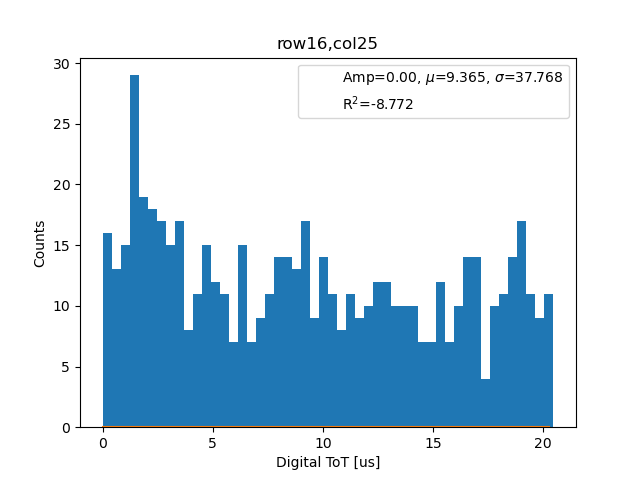 row16,col25
Amp=0.00, μ=9.365, σ=37.768
R²=-8.772
30
25
20
15
10
5
0
Counts
0 5 10 15 20
Digital ToT [us]